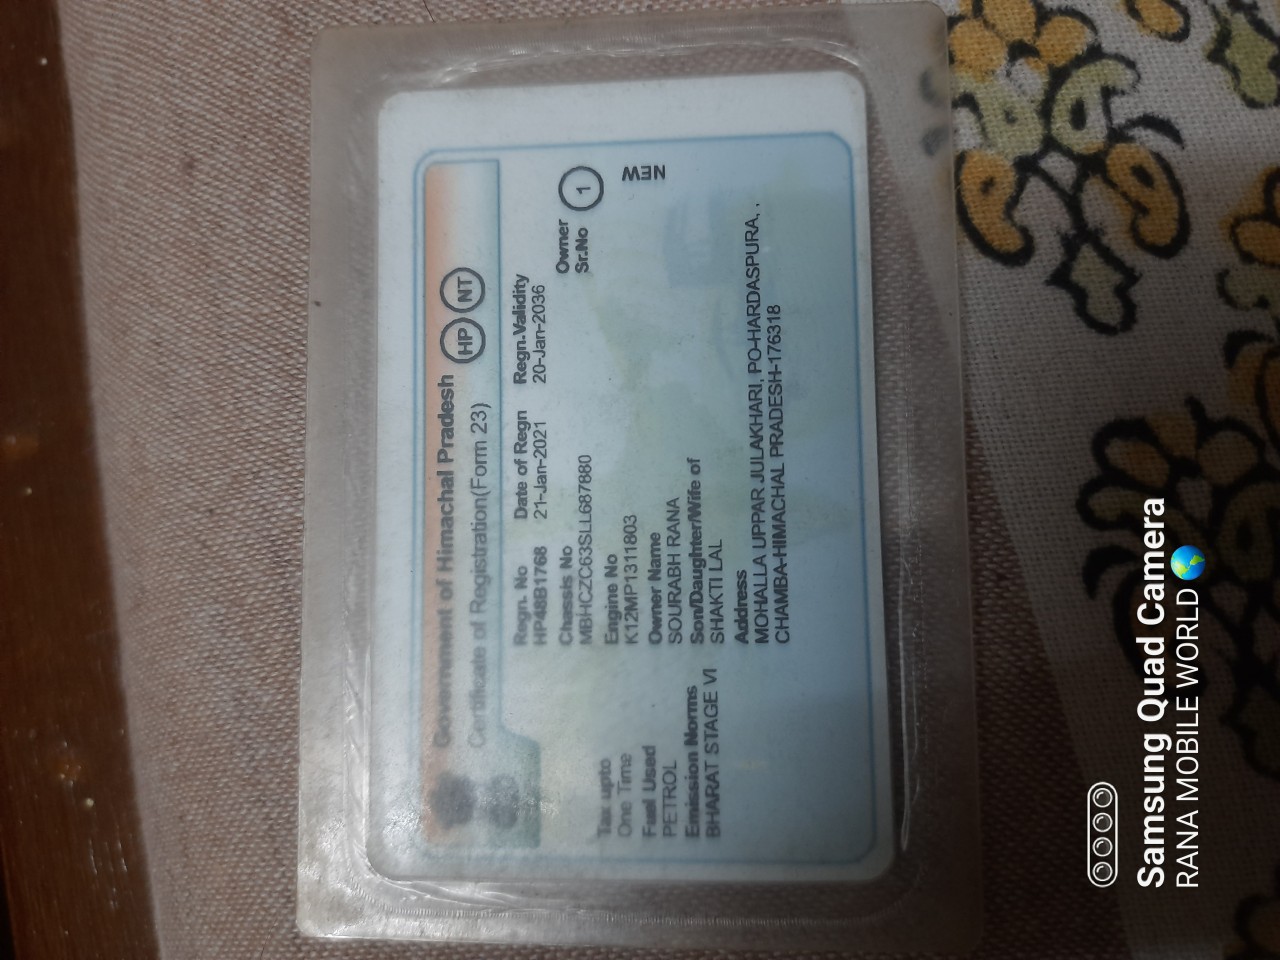 Government of Himachal Pradesh
Certificate of Registration(Form 23)
HP NT
Regn. No Date of Regn Regn.Validity
HP48B1768 21-Jan-2021 20-Jan-2036
Chassis No
MBHCZC63SLL687880
Owner
Sr.No 1
Engine No
K12MP1311803
NEW
Owner Name
SOURABH RANA
Son/Daughter/Wife of
SHAKTI LAL
Address
MOHALLA UPPAR JULAKHARI, PO-HARDASPURA, .
CHAMBA-HIMACHAL PRADESH-176318
Tax upto
One Time
Fuel Used
PETROL
Emission Norms
BHARAT STAGE VI
Samsung Quad Camera
RANA MOBILE WORLD 🌏